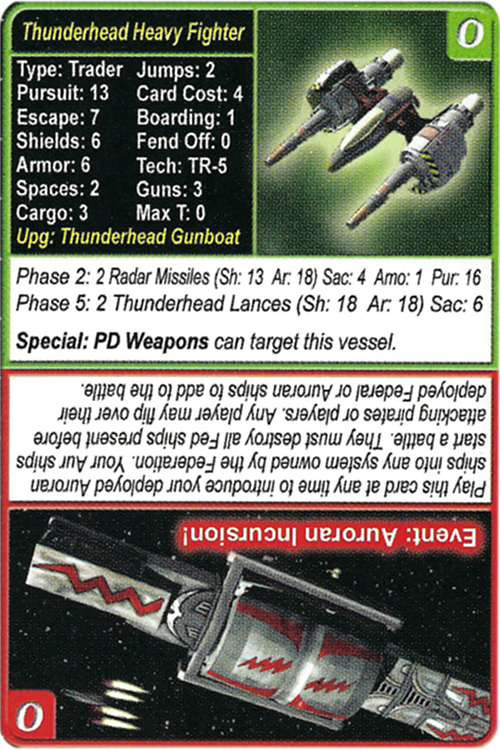 Thunderhead Heavy Fighter
O
Type: Trader Jumps: 2
Pursuit: 13 Card Cost: 4
Escape: 7 Boarding: 1
Shields: 6 Fend Off: 0
Armor: 6 Tech: TR-5
Spaces: 2 Guns: 3
Cargo: 3 Max T: 0
Upg: Thunderhead Gunboat
Phase 2: 2 Radar Missiles (Sh: 13 Ar: 18) Sac: 4 Amo: 1 Pur: 16
Phase 5: 2 Thunderhead Lances (Sh: 18 Ar: 18) Sac: 6
Special: PD Weapons can target this vessel.
Event: Auroran Incursion!
Play this card at any time to introduce your deployed Auroran
ships into any system owned by the Federation. Your Aur ships
start a battle. They must destroy all Fed ships present before
attacking pirates or players. Any player may flip over their
deployed Federal or Auroran ships to add to the battle.
O